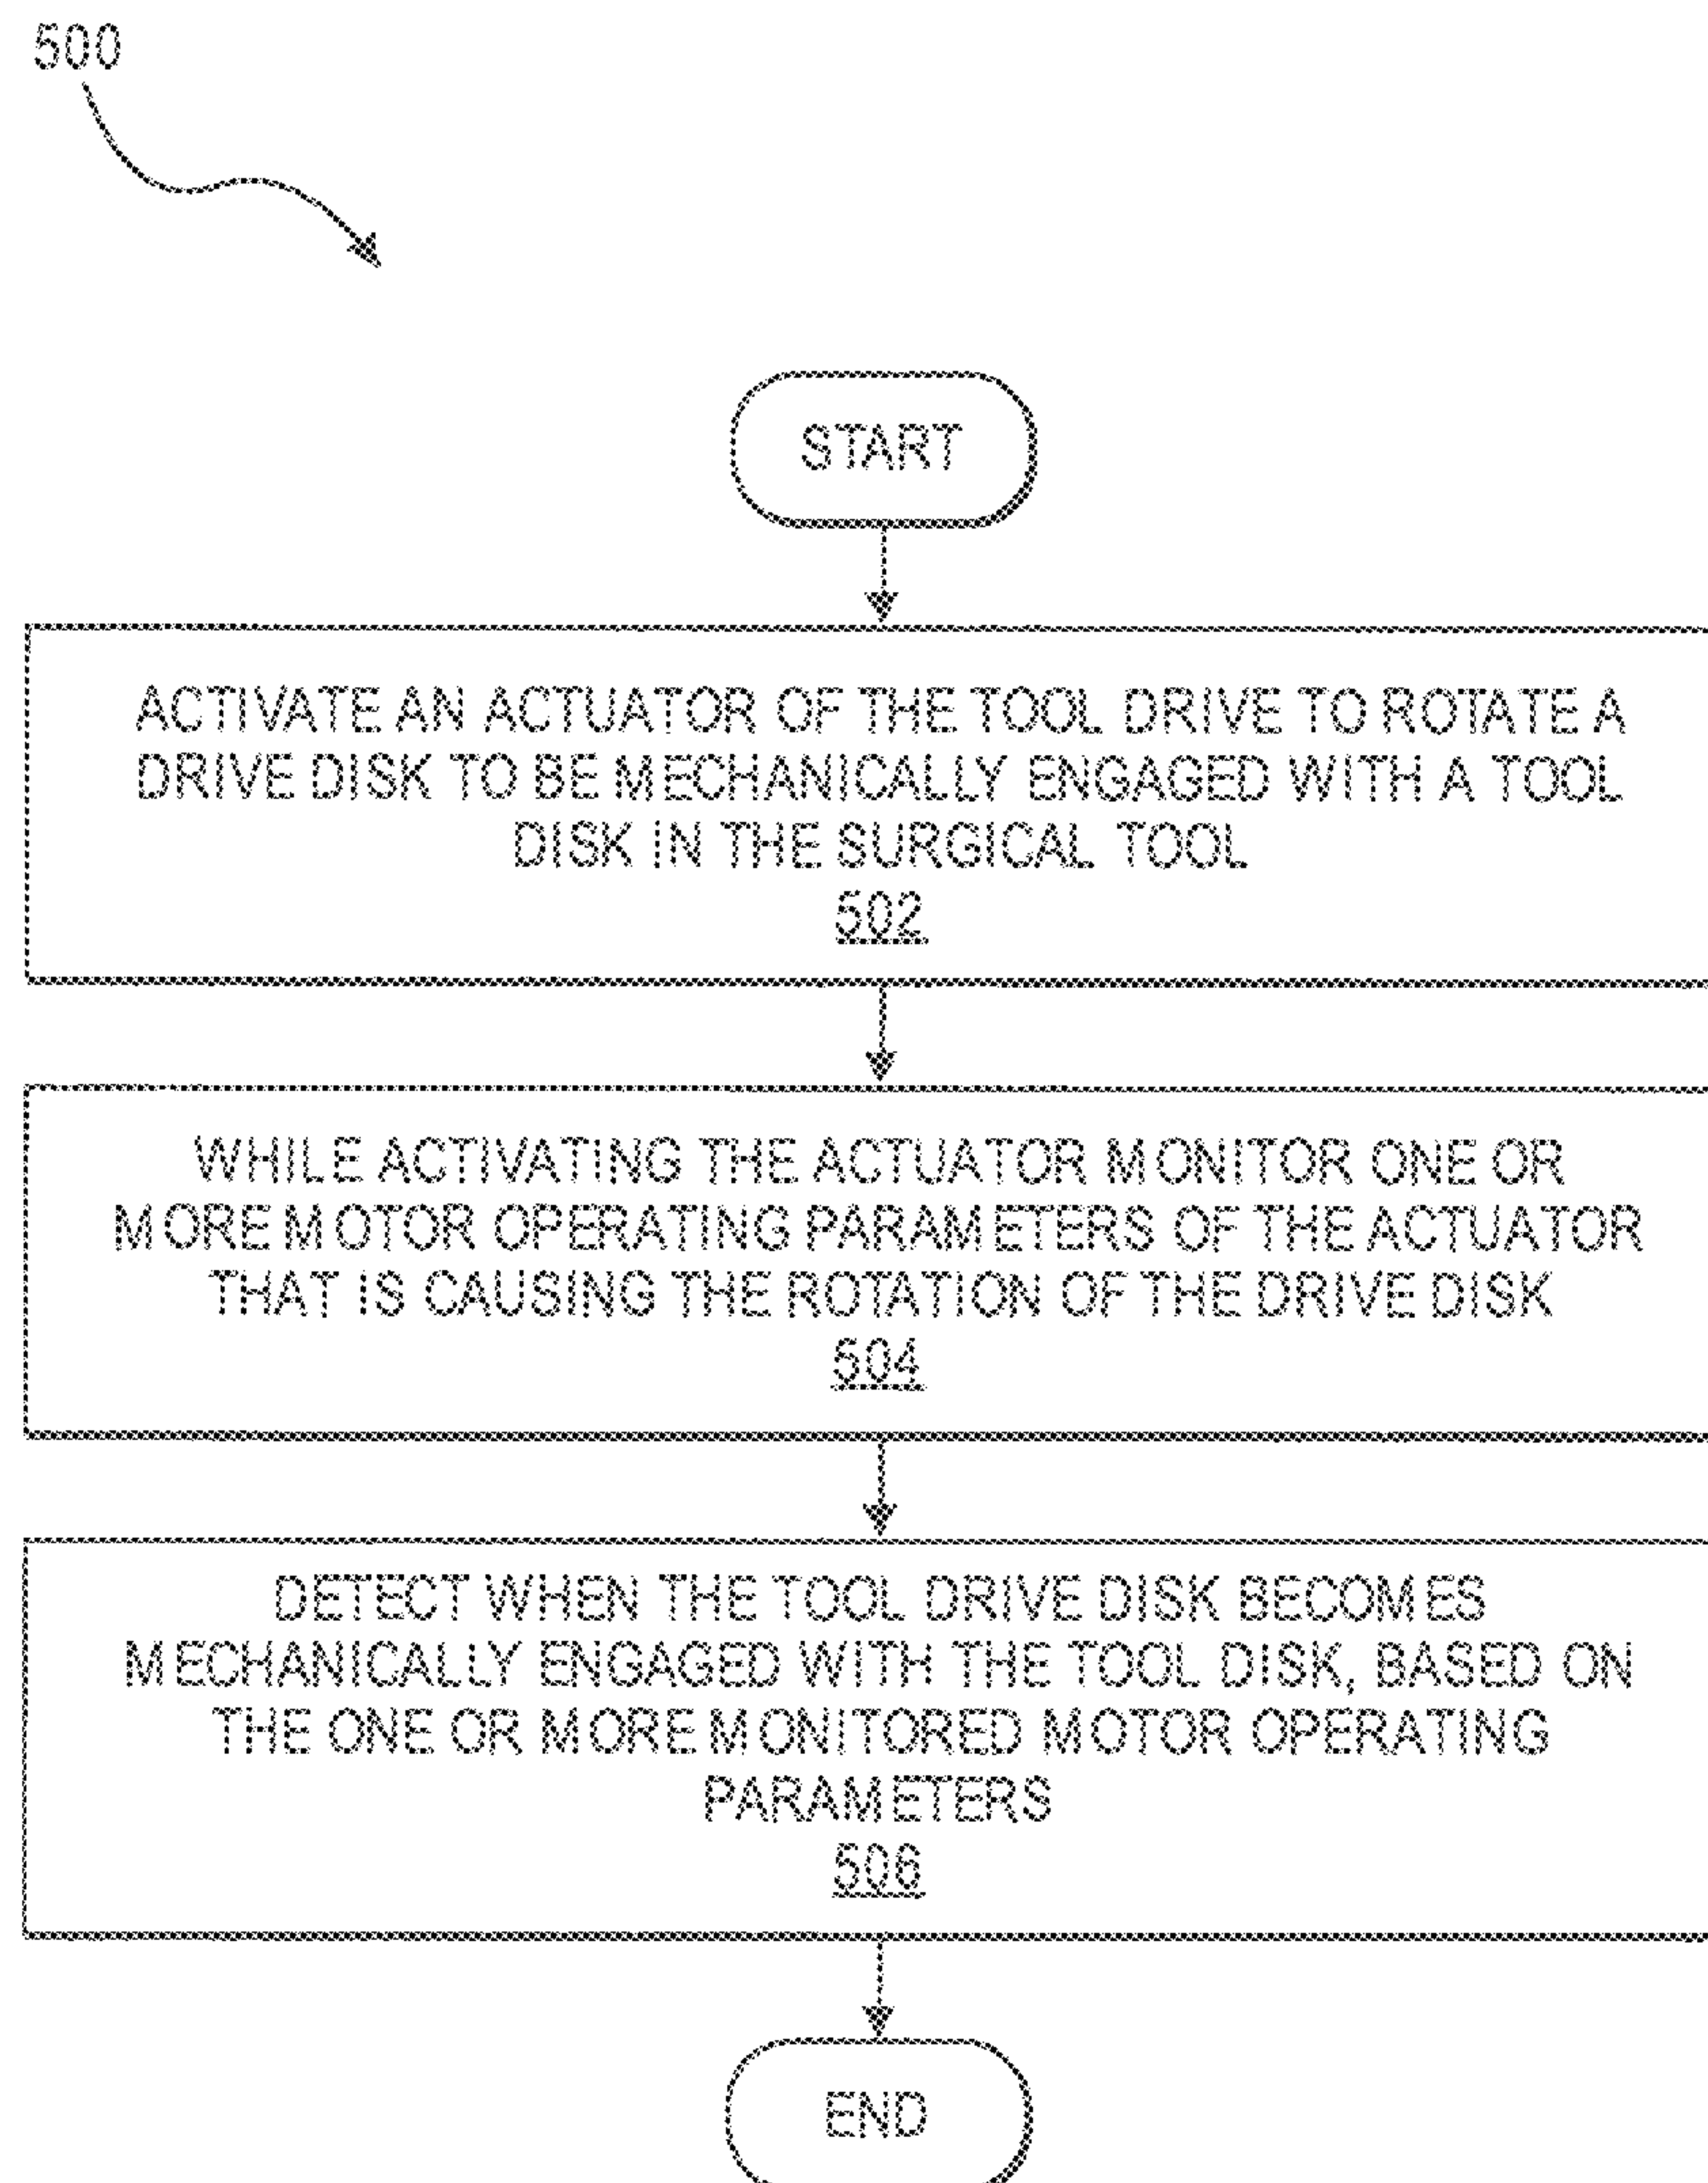 500
START
ACTIVATE AN ACTUATOR OF THE TOOL DRIVE TO ROTATE A
DRIVE DISK TO BE MECHANICALLY ENGAGED WITH A TOOL
DISK IN THE SURGICAL TOOL
502
WHILE ACTIVATING THE ACTUATOR MONITOR ONE OR
MORE MOTOR OPERATING PARAMETERS OF THE ACTUATOR
THAT IS CAUSING THE ROTATION OF THE DRIVE DISK
504
DETECT WHEN THE TOOL DRIVE DISK BECOMES
MECHANICALLY ENGAGED WITH THE TOOL DISK, BASED ON
THE ONE OR MORE MONITORED MOTOR OPERATING
PARAMETERS
506
END